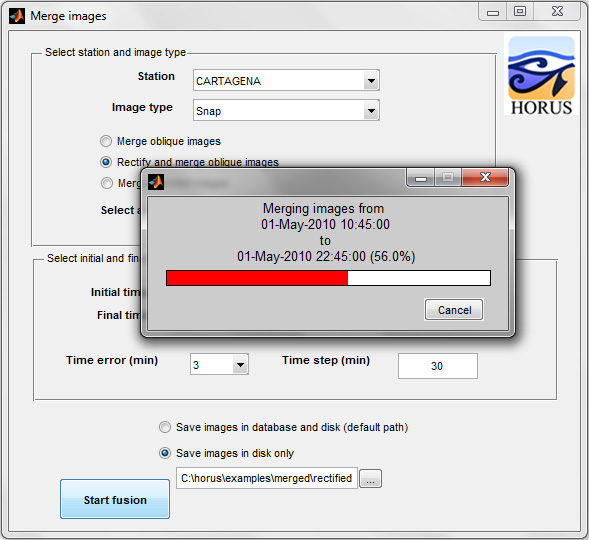 Merge images
Select station and image type
HORUS
Station
CARTAGENA
Image type
Snap
Merge oblique images
Rectify and merge oblique images
Merge
Select a
Merging images from
01-May-2010 10:45:00
to
01-May-2010 22:45:00 (56.0%)
Cancel
Select initial and fin
Initial tim
Final tim
Time error (min)
3
Time step (min)
30
Save images in database and disk (default path)
Save images in disk only
C:\horus\examples\merged\rectified
...
Start fusion